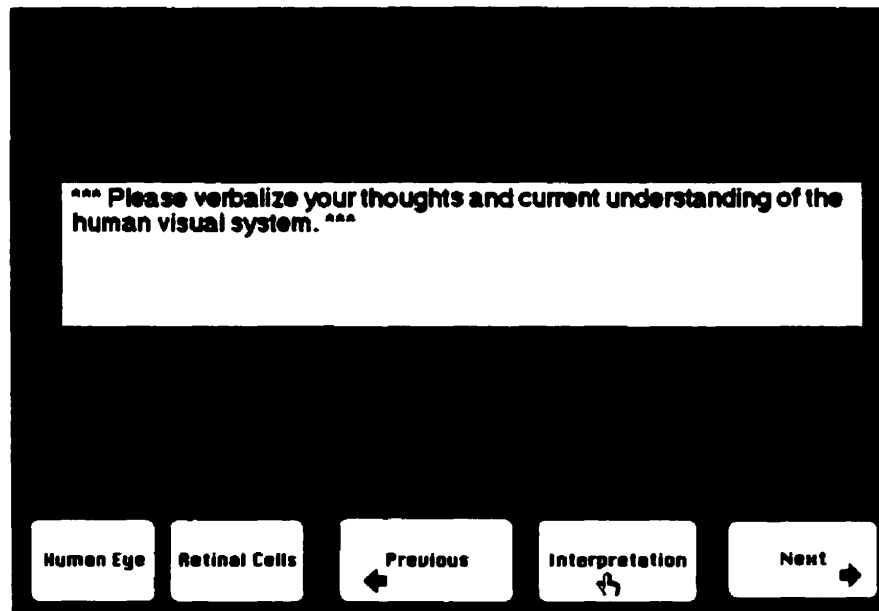 *** Please verbalize your thoughts and current understanding of the
human visual system. ***
Human Eye
Retinal Cells
Previous
Interpretation
Next